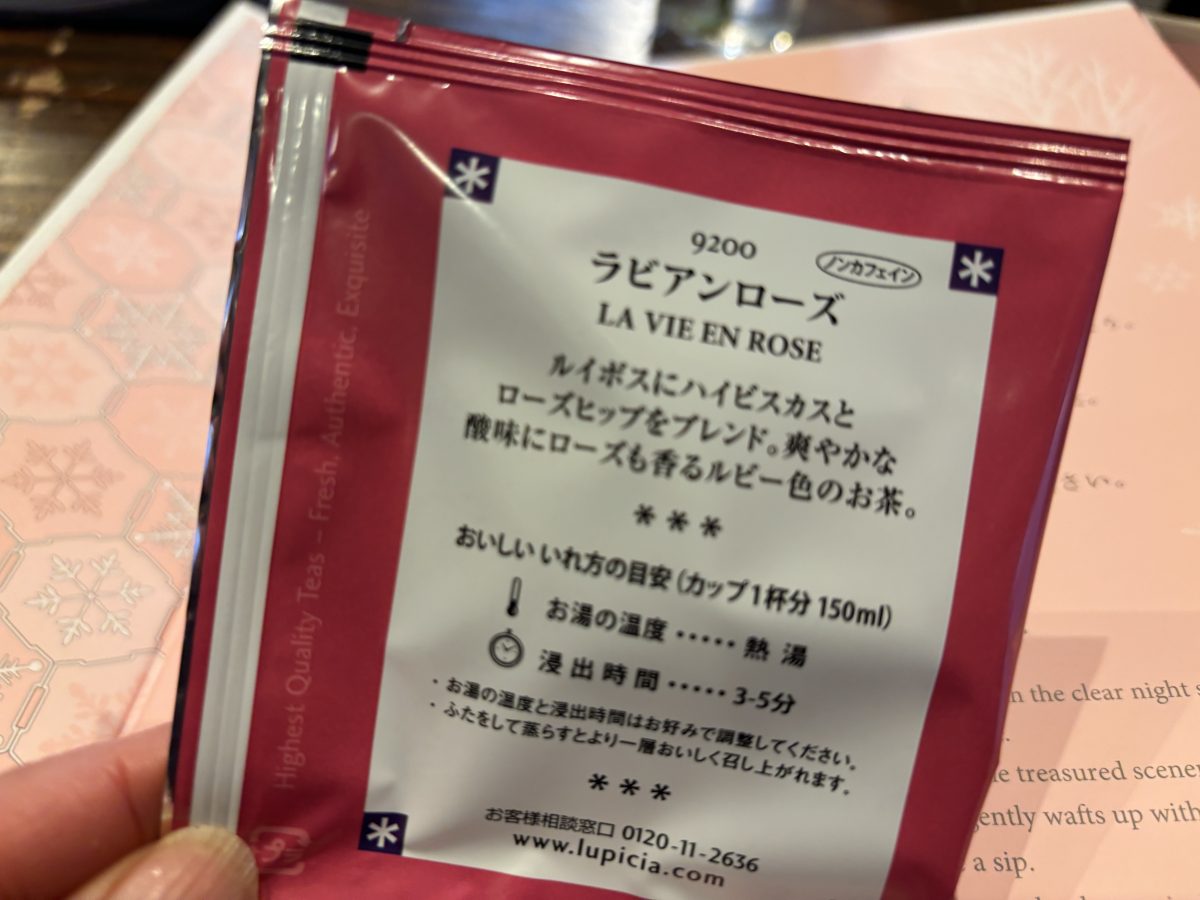 9200
ノンカフェイン
ラビアンローズ
LA VIE EN ROSE
ルイボスにハイビスカスと
ローズヒップをブレンド。爽やかな
酸味にローズも香るルビー色のお茶。
***
おいしいいれ方の目安(カップ1杯分 150ml)
お湯の温度 ・・・・・ 熱湯
浸出時間 ・・・・・ 3-5分
・お湯の温度と浸出時間はお好みで調整してください。
・ふたをして蒸らすとより一層おいしく召し上がれます。
***
お客様相談窓口 0120-11-2636
www.lupicia.com
Highest Quality Teas – Fresh, Authentic, Exquisite
the clear night
treasured
gently wafts up with
a sip.